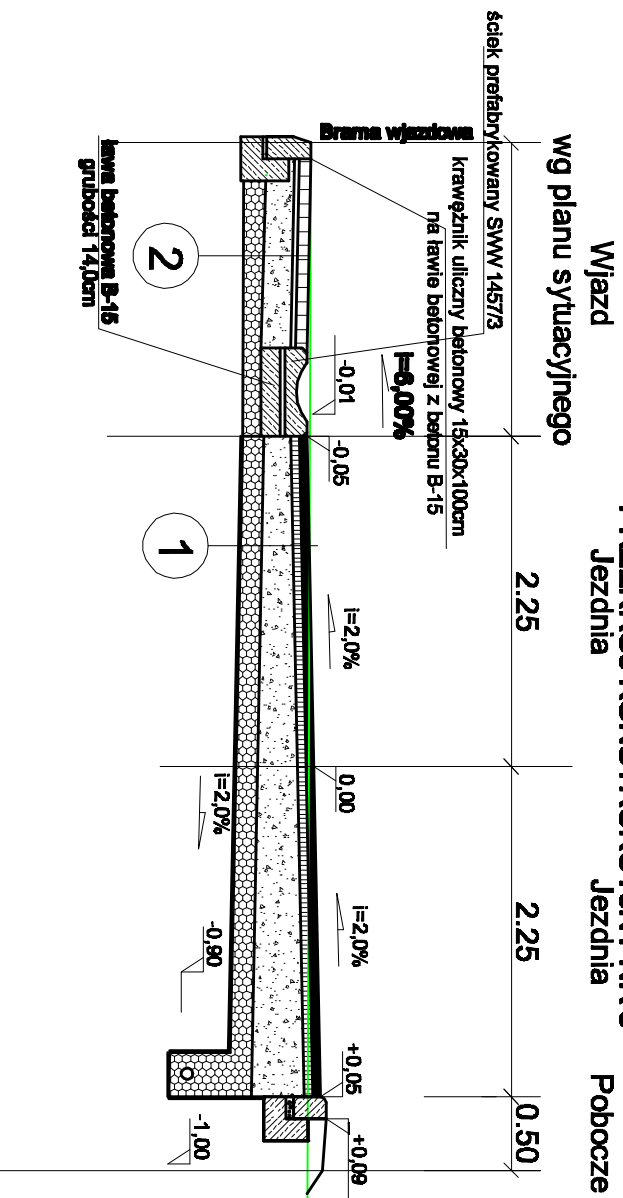 Wjazd
wg planu sytuacyjnego
Jezdnia
Jezdnia
Pobocze
2.25
2.25
0.50
ściek prefabrykowany SWW 1457/3
krawężnik uliczny betonowy 15x30x100cm
na ławie betonowej z betonu B-15
Brama wjazdowa
i=6,00%
-0,01
-0,05
i=2,0%
0,00
i=2,0%
+0,05
+0,09
i=2,0%
-0,90
-1,00
2
1
ława betonowa B-15
grubości 14,0cm